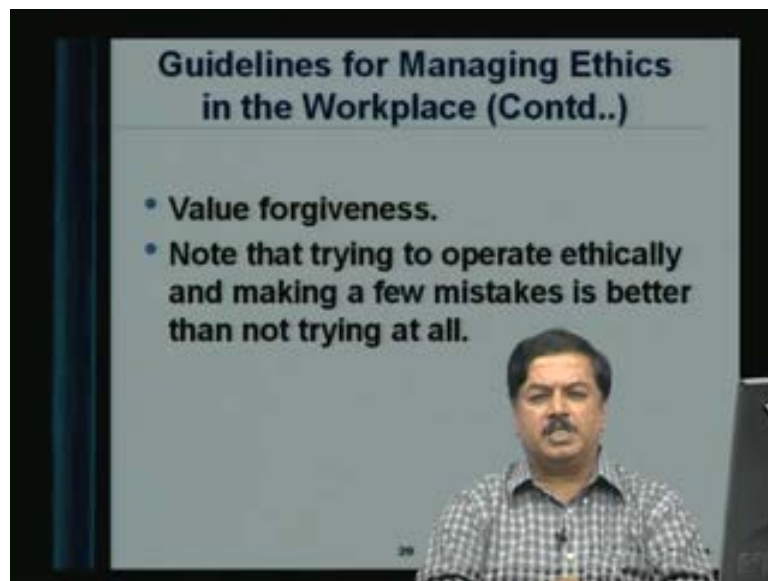 Guidelines for Managing Ethics
in the Workplace (Contd..)
• Value forgiveness.
• Note that trying to operate ethically
and making a few mistakes is better
than not trying at all.